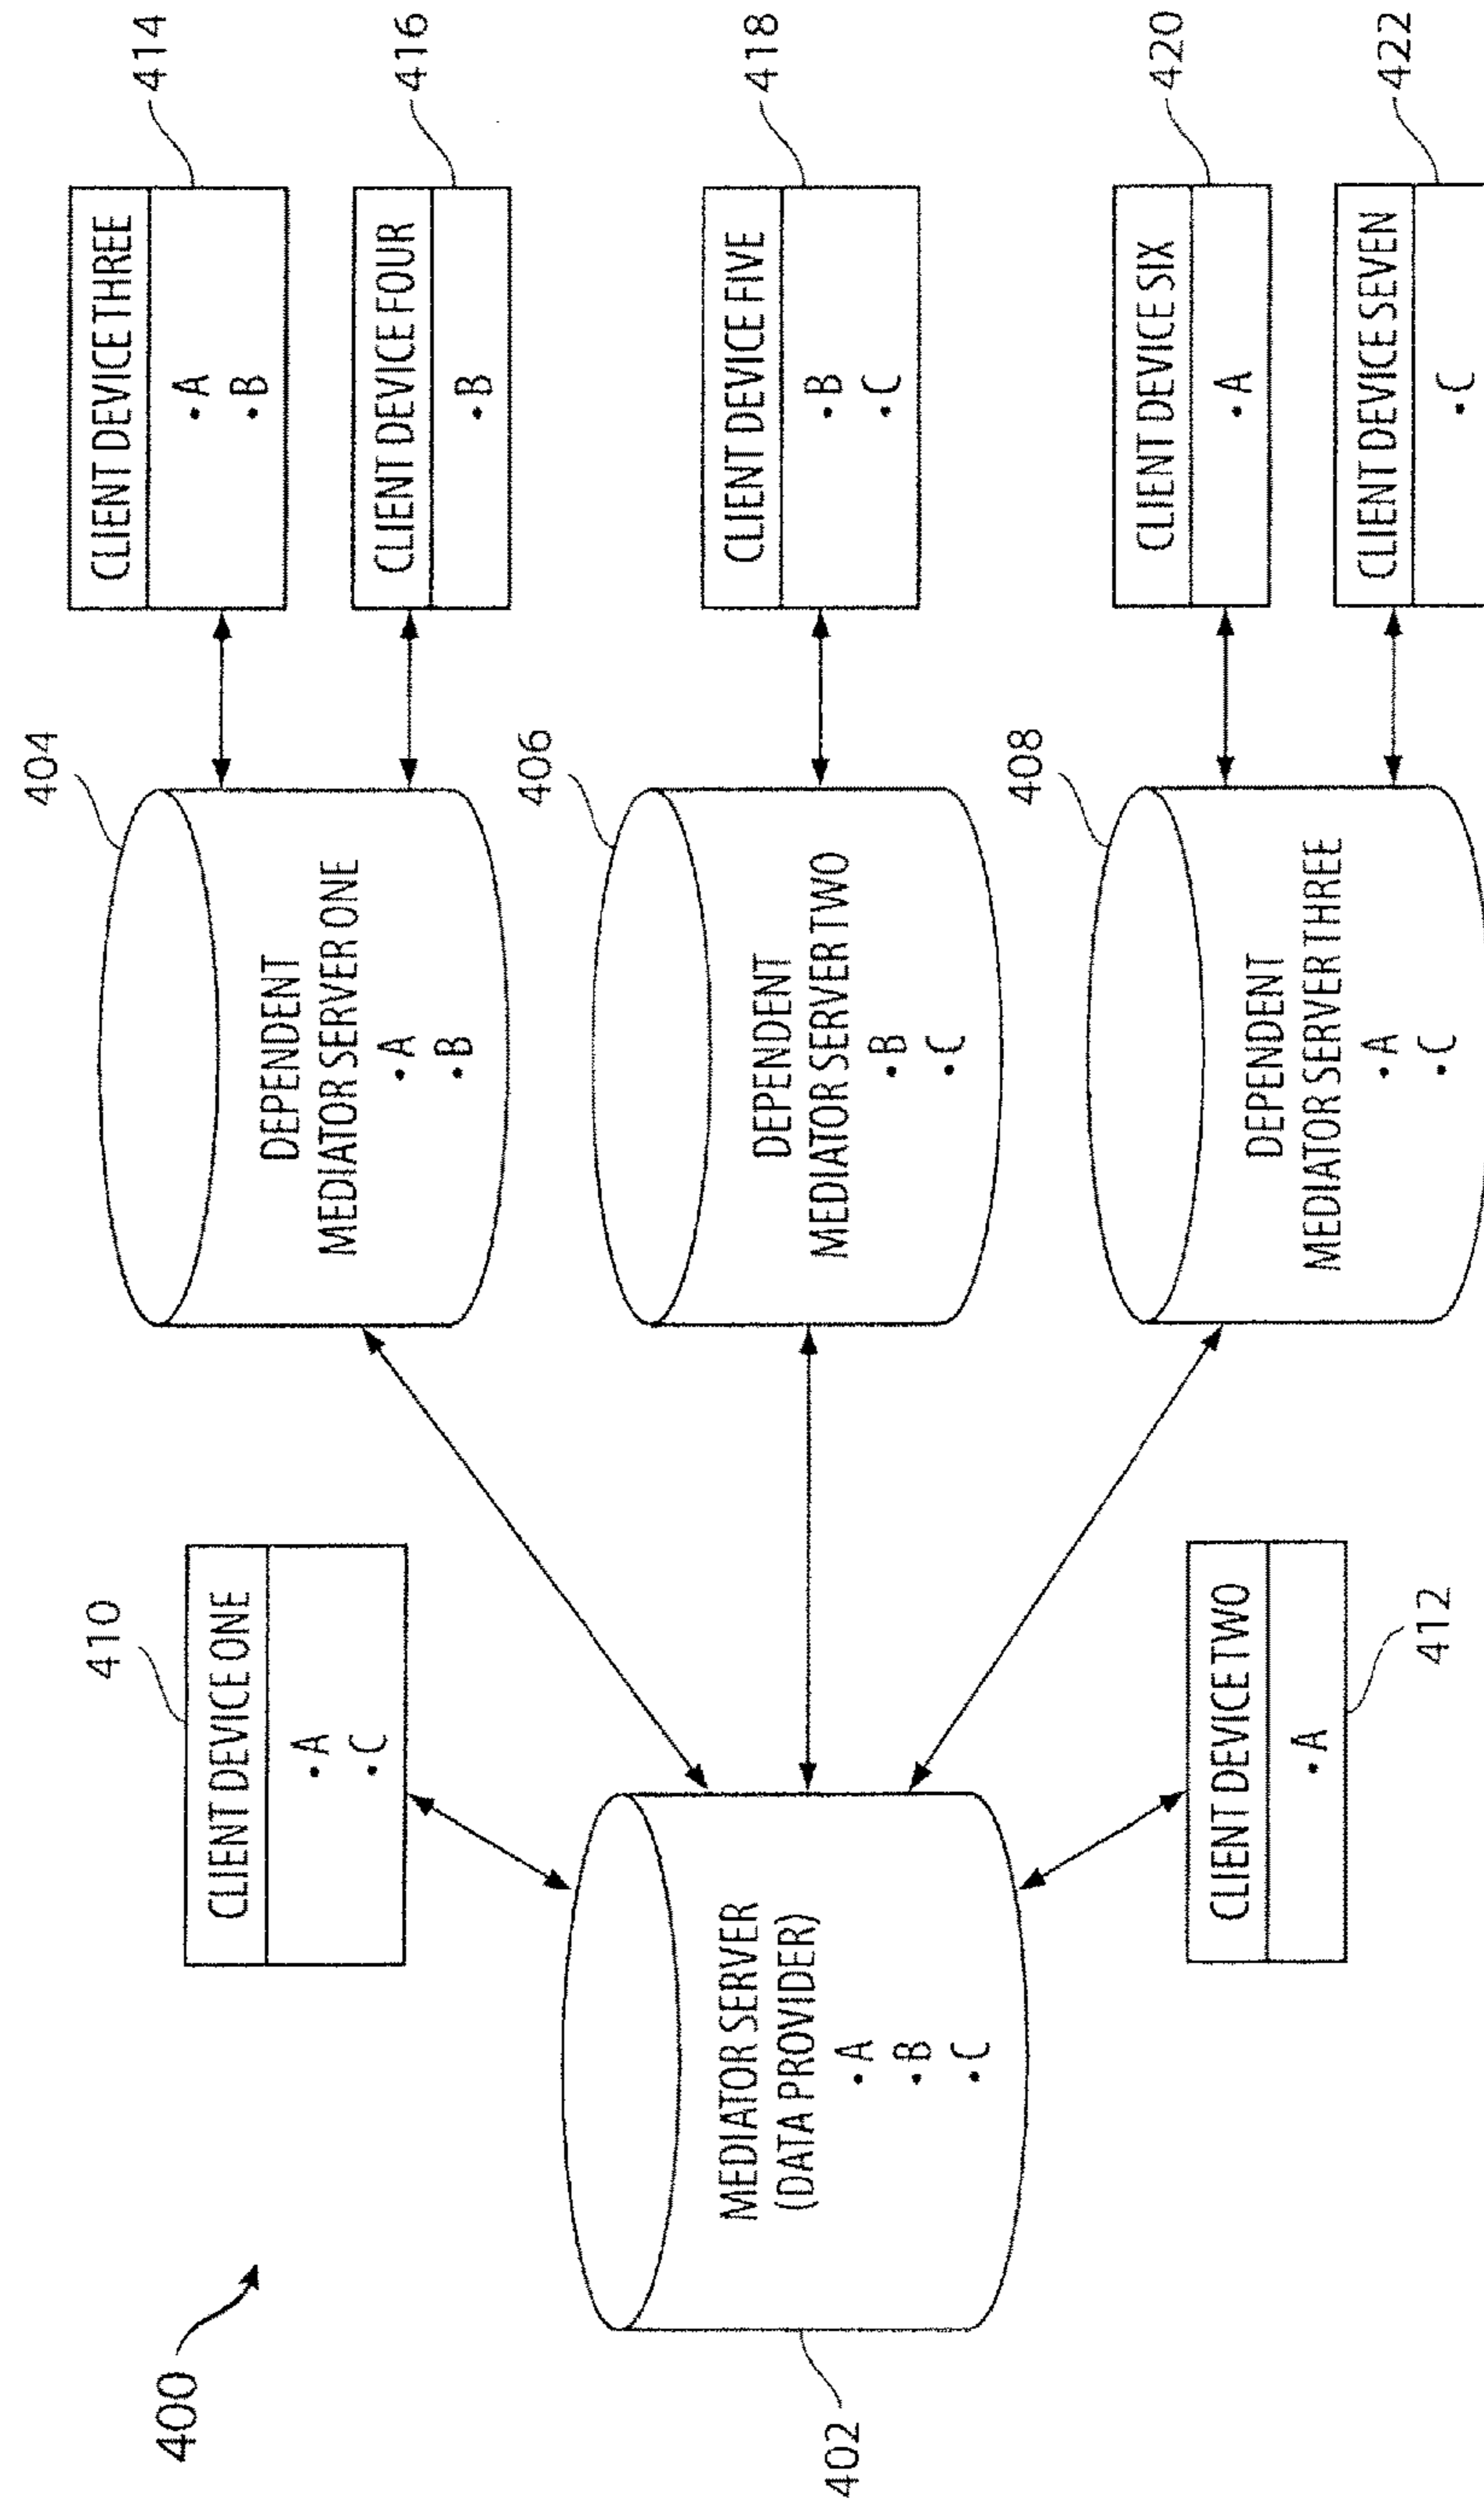 400
402
MEDIATOR SERVER
(DATA PROVIDER)
•A
•B
•C
410
CLIENT DEVICE ONE
•A
•C
CLIENT DEVICE TWO
•A
412
404
DEPENDENT
MEDIATOR SERVER ONE
•A
•B
406
DEPENDENT
MEDIATOR SERVER TWO
•B
•C
408
DEPENDENT
MEDIATOR SERVER THREE
•A
•C
CLIENT DEVICE THREE
•A
•B
414
CLIENT DEVICE FOUR
•B
416
CLIENT DEVICE FIVE
•B
•C
418
CLIENT DEVICE SIX
•A
420
CLIENT DEVICE SEVEN
•C
422